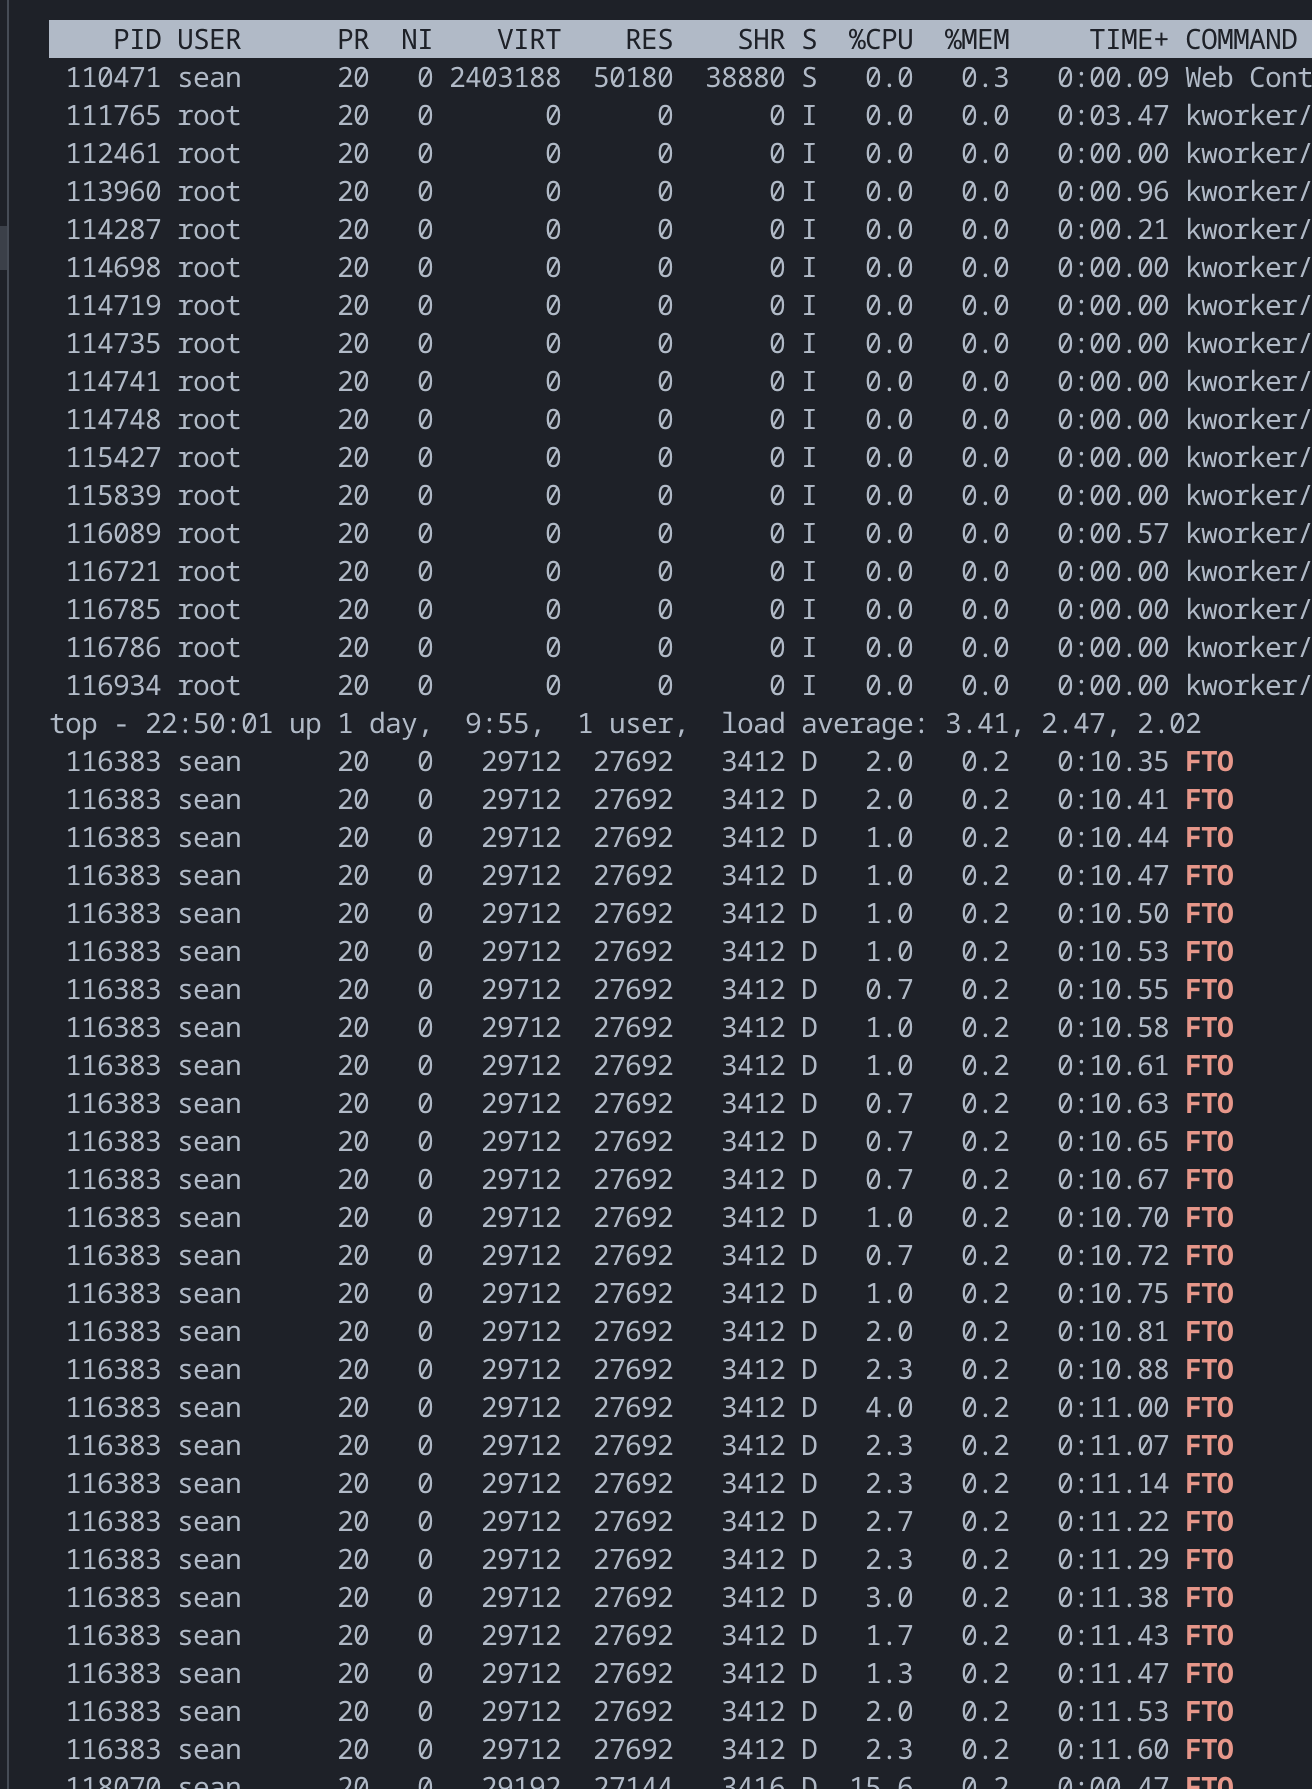 PID USER PR NI VIRT RES SHR S %CPU %MEM TIME+ COMMAND
110471 sean 20 0 2403188 50180 38880 S 0.0 0.3 0:00.09 Web Cont
111765 root 20 0 0 0 0 I 0.0 0.0 0:03.47 kworker/
112461 root 20 0 0 0 0 I 0.0 0.0 0:00.00 kworker/
113960 root 20 0 0 0 0 I 0.0 0.0 0:00.96 kworker/
114287 root 20 0 0 0 0 I 0.0 0.0 0:00.21 kworker/
114698 root 20 0 0 0 0 I 0.0 0.0 0:00.00 kworker/
114719 root 20 0 0 0 0 I 0.0 0.0 0:00.00 kworker/
114735 root 20 0 0 0 0 I 0.0 0.0 0:00.00 kworker/
114741 root 20 0 0 0 0 I 0.0 0.0 0:00.00 kworker/
114748 root 20 0 0 0 0 I 0.0 0.0 0:00.00 kworker/
115427 root 20 0 0 0 0 I 0.0 0.0 0:00.00 kworker/
115839 root 20 0 0 0 0 I 0.0 0.0 0:00.00 kworker/
116089 root 20 0 0 0 0 I 0.0 0.0 0:00.57 kworker/
116721 root 20 0 0 0 0 I 0.0 0.0 0:00.00 kworker/
116785 root 20 0 0 0 0 I 0.0 0.0 0:00.00 kworker/
116786 root 20 0 0 0 0 I 0.0 0.0 0:00.00 kworker/
116934 root 20 0 0 0 0 I 0.0 0.0 0:00.00 kworker/
top - 22:50:01 up 1 day, 9:55, 1 user, load average: 3.41, 2.47, 2.02
116383 sean 20 0 29712 27692 3412 D 2.0 0.2 0:10.35 FTO
116383 sean 20 0 29712 27692 3412 D 2.0 0.2 0:10.41 FTO
116383 sean 20 0 29712 27692 3412 D 1.0 0.2 0:10.44 FTO
116383 sean 20 0 29712 27692 3412 D 1.0 0.2 0:10.47 FTO
116383 sean 20 0 29712 27692 3412 D 1.0 0.2 0:10.50 FTO
116383 sean 20 0 29712 27692 3412 D 1.0 0.2 0:10.53 FTO
116383 sean 20 0 29712 27692 3412 D 0.7 0.2 0:10.55 FTO
116383 sean 20 0 29712 27692 3412 D 1.0 0.2 0:10.58 FTO
116383 sean 20 0 29712 27692 3412 D 1.0 0.2 0:10.61 FTO
116383 sean 20 0 29712 27692 3412 D 0.7 0.2 0:10.63 FTO
116383 sean 20 0 29712 27692 3412 D 0.7 0.2 0:10.65 FTO
116383 sean 20 0 29712 27692 3412 D 0.7 0.2 0:10.67 FTO
116383 sean 20 0 29712 27692 3412 D 1.0 0.2 0:10.70 FTO
116383 sean 20 0 29712 27692 3412 D 0.7 0.2 0:10.72 FTO
116383 sean 20 0 29712 27692 3412 D 1.0 0.2 0:10.75 FTO
116383 sean 20 0 29712 27692 3412 D 2.0 0.2 0:10.81 FTO
116383 sean 20 0 29712 27692 3412 D 2.3 0.2 0:10.88 FTO
116383 sean 20 0 29712 27692 3412 D 4.0 0.2 0:11.00 FTO
116383 sean 20 0 29712 27692 3412 D 2.3 0.2 0:11.07 FTO
116383 sean 20 0 29712 27692 3412 D 2.3 0.2 0:11.14 FTO
116383 sean 20 0 29712 27692 3412 D 2.7 0.2 0:11.22 FTO
116383 sean 20 0 29712 27692 3412 D 2.3 0.2 0:11.29 FTO
116383 sean 20 0 29712 27692 3412 D 3.0 0.2 0:11.38 FTO
116383 sean 20 0 29712 27692 3412 D 1.7 0.2 0:11.43 FTO
116383 sean 20 0 29712 27692 3412 D 1.3 0.2 0:11.47 FTO
116383 sean 20 0 29712 27692 3412 D 2.0 0.2 0:11.53 FTO
116383 sean 20 0 29712 27692 3412 D 2.3 0.2 0:11.60 FTO
118070 sean 20 0 29192 27144 3416 D 15.6 0.2 0:00.47 FTO